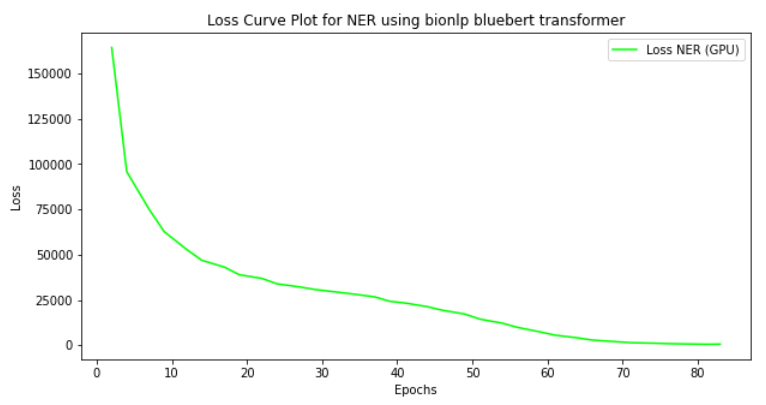 Loss Curve Plot for NER using bionlp bluebert transformer
Loss NER (GPU)
Loss
150000
125000
100000
75000
50000
25000
0
0 10 20 30 40 50 60 70 80
Epochs